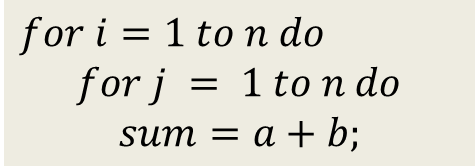 for i = 1 to n do
for j = 1 to n do
sum = a + b;